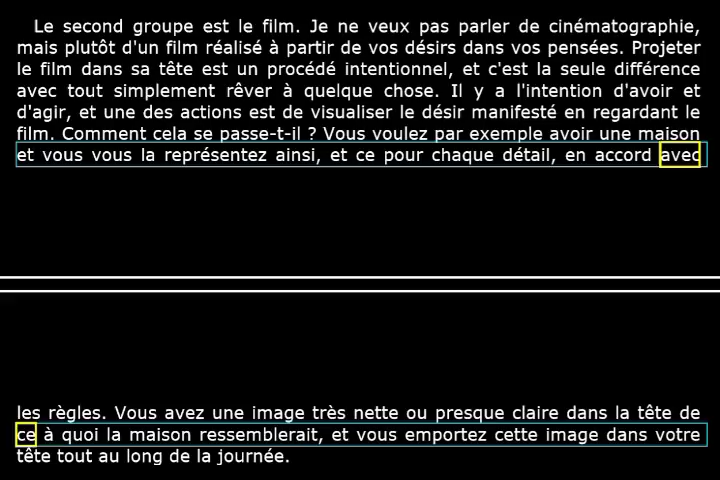 Le second groupe est le film. Je ne veux pas parler de cinématographie,
mais plutôt d'un film réalisé à partir de vos désirs dans vos pensées. Projeter
le film dans sa tête est un procédé intentionnel, et c'est la seule différence
avec tout simplement rêver à quelque chose. Il y a l'intention d'avoir et
d'agir, et une des actions est de visualiser le désir manifesté en regardant le
film. Comment cela se passe-t-il ? Vous voulez par exemple avoir une maison
et vous vous la représentez ainsi, et ce pour chaque détail, en accord avec
les règles. Vous avez une image très nette ou presque claire dans la tête de
ce à quoi la maison ressemblerait, et vous emportez cette image dans votre
tête tout au long de la journée.